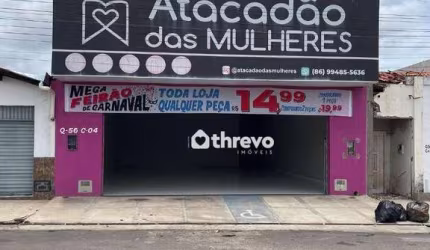 Atacadão
das MULHERES
@atacadaodasmulheres (86) 99485-5636
MEGA
FEIRÃO
DE CARNAVAL
TODA LOJA
QUALQUER PEÇA R$ 14,99
19,99
Q-56 C-04
threvo
IMÓVEIS